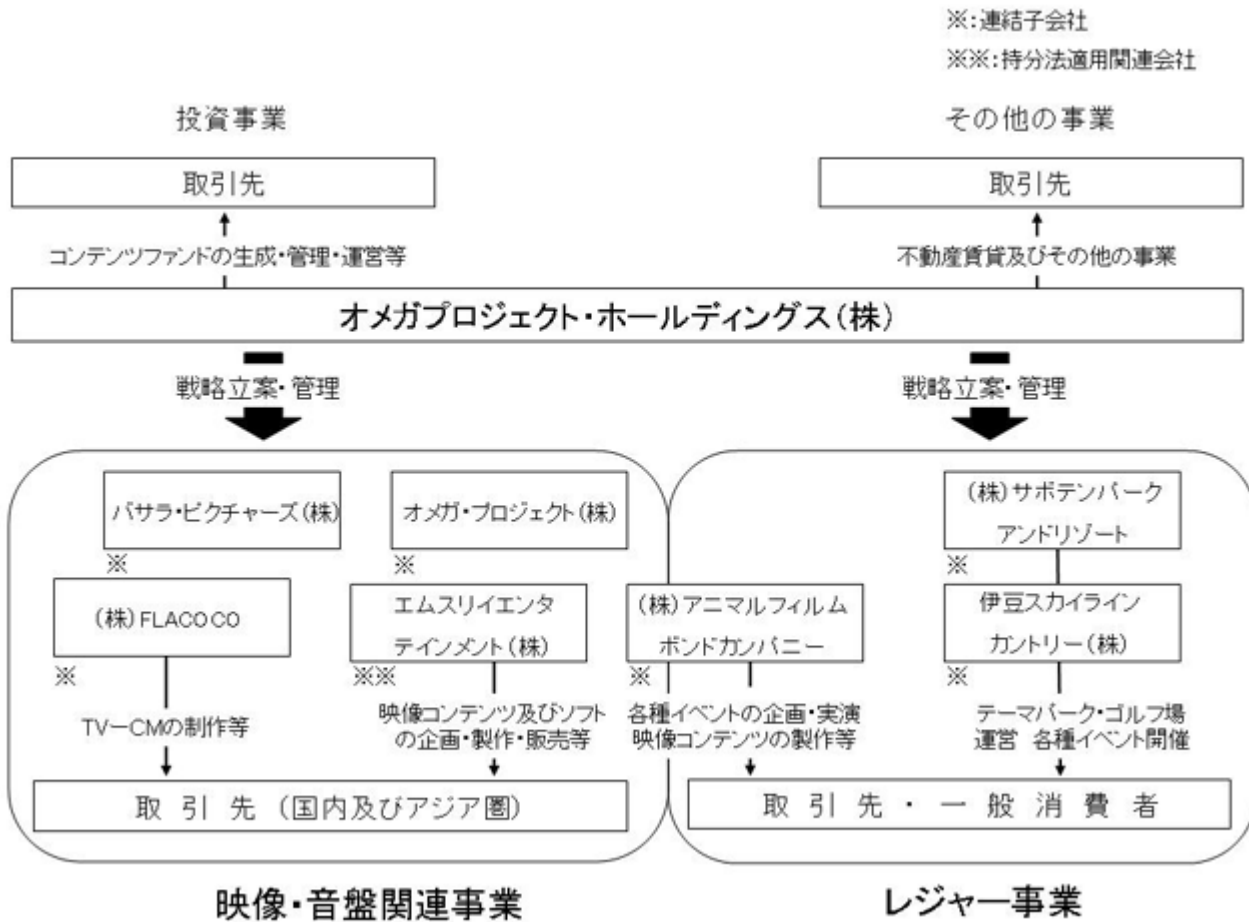 ※:連結子会社
※※:持分法適用関連会社
投資事業
その他の事業
取引先
取引先
コンテンツファンドの生成・管理・運営等
不動産賃貸及びその他の事業
オメガプロジェクト・ホールディングス(株)
戦略立案・管理
戦略立案・管理
バサラ・ピクチャーズ(株)
※
オメガ・プロジェクト(株)
※
(株)サボテンパーク
アンドリゾート
※
(株)FLACOCO
※
エムスリイエンタ
テインメント(株)
※※
(株)アニマルフィルム
ボンドカンパニー
※
伊豆スカイライン
カントリー(株)
※
TV-CMの制作等
映像コンテンツ及びソフト
の企画・製作・販売等
各種イベントの企画・実演
映像コンテンツの製作等
テーマパーク・ゴルフ場
運営 各種イベント開催
取引先(国内及びアジア圏)
取引先・一般消費者
映像・音盤関連事業
レジャー事業